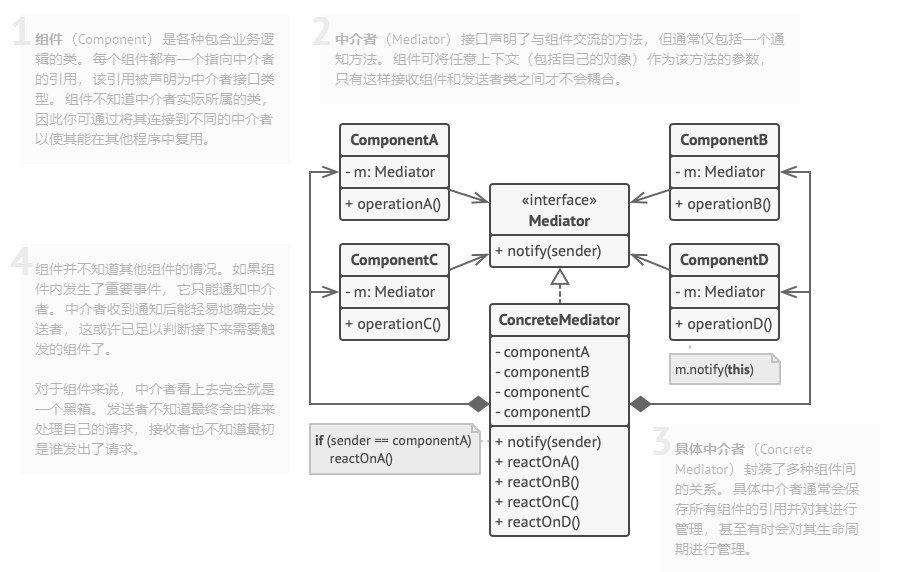 1
组件（Component）是各种包含业务逻
辑的类。每个组件都有一个指向中介者
的引用，该引用被声明为中介者接口类
型。组件不知道中介者实际所属的类，
因此你可通过将其连接到不同的中介者
以使其能在其他程序中复用。
2
中介者（Mediator）接口声明了与组件交流的方法，但通常仅包括一个通
知方法。组件可将任意上下文（包括自己的对象）作为该方法的参数，
只有这样接收组件和发送者类之间才不会耦合。
ComponentA
- m: Mediator
+ operationA()
ComponentB
- m: Mediator
+ operationB()
«interface»
Mediator
+ notify(sender)
4
组件并不知道其他组件的情况。如果组
件内发生了重要事件，它只能通知中介
者。中介者收到通知后能轻易地确定发
送者，这或许已足以判断接下来需要触
发的组件了。
对于组件来说，中介者看上去完全就是
一个黑箱。发送者不知道最终会由谁来
处理自己的请求，接收者也不知道最初
是谁发出了请求。
ComponentC
- m: Mediator
+ operationC()
ComponentD
- m: Mediator
+ operationD()
m.notify(this)
ConcreteMediator
- componentA
- componentB
- componentC
- componentD
+ notify(sender)
+ reactOnA()
+ reactOnB()
+ reactOnC()
+ reactOnD()
if (sender == componentA)
reactOnA()
3
具体中介者（Concrete
Mediator）封装了多种组件间
的关系。具体中介者通常会保
存所有组件的引用并对其进行
管理，甚至有时会对其生命周
期进行管理。